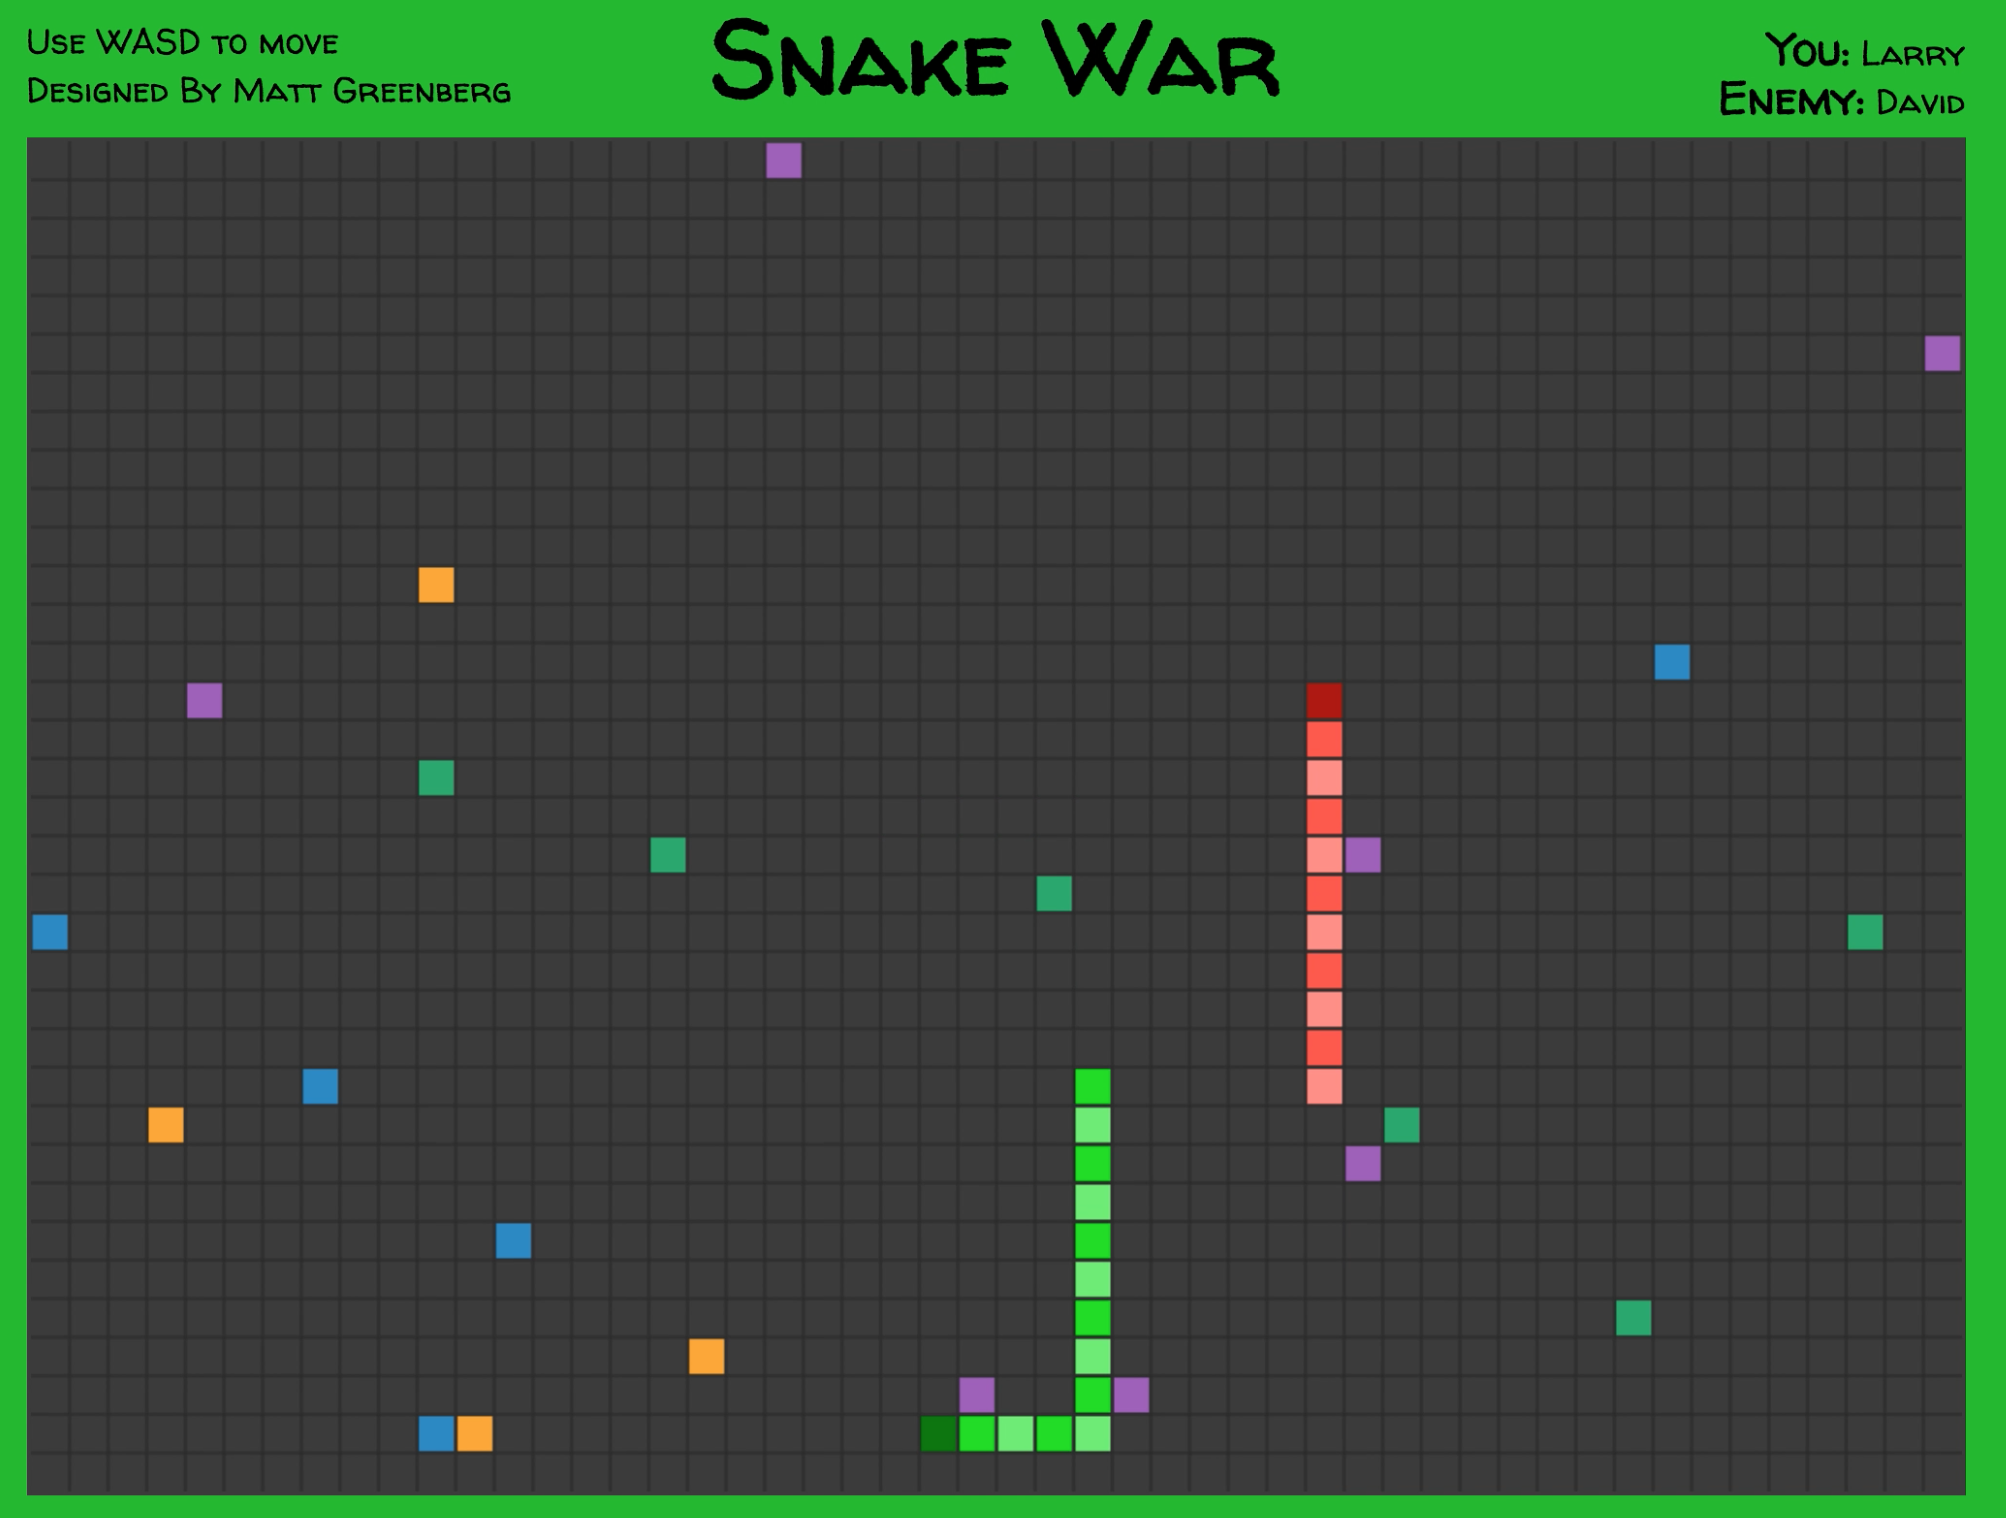 Use WASD to move
Designed By Matt Greenberg
Snake War
You: Larry
Enemy: David